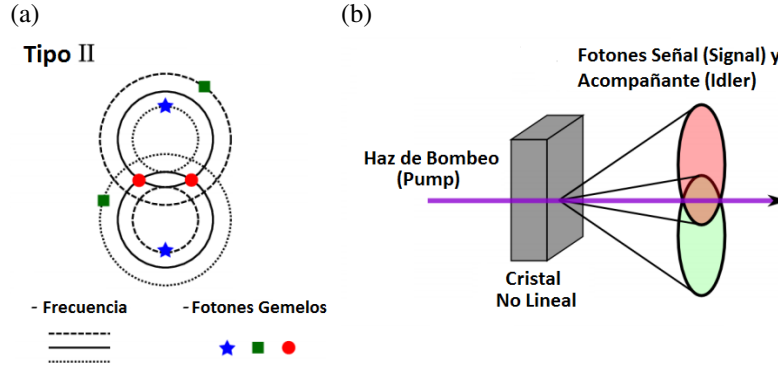 (a)
Tipo II
- Frecuencia
- Fotones Gemelos
(b)
Fotones Señal (Signal) y
Acompañante (Idler)
Haz de Bombeo
(Pump)
Cristal
No Lineal